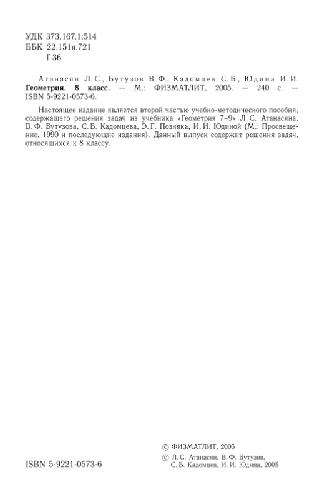 УДК 373.167.1:514
ББК 22.151я.721
Г 36
Атанасян Л. С., Бутузов В. Ф. Кадомцев С. Б., Юдина И. И.
Геометрия. 8 класс. — М.: ФИЗМАТЛИТ, 2005. — 240 с. —
ISBN 5-9221-0573-6.
Настоящее издание является второй частью учебно-методического пособия,
содержащего решения задач из учебника «Геометрия 7–9» Л. С. Атанасяна,
В. Ф. Бутузова, С. Б. Кадомцева, Э. Г. Позняка, И. И. Юдиной (М.: Просвеще-
ние, 1990 и последующие издания). Данный выпуск содержит решения задач,
относящихся к 8 классу.
© ФИЗМАТЛИТ, 2005
ISBN 5-9221-0573-6
© Л. С. Атанасян, В. Ф. Бутузов,
С. Б. Кадомцев, И. И. Юдина, 2005